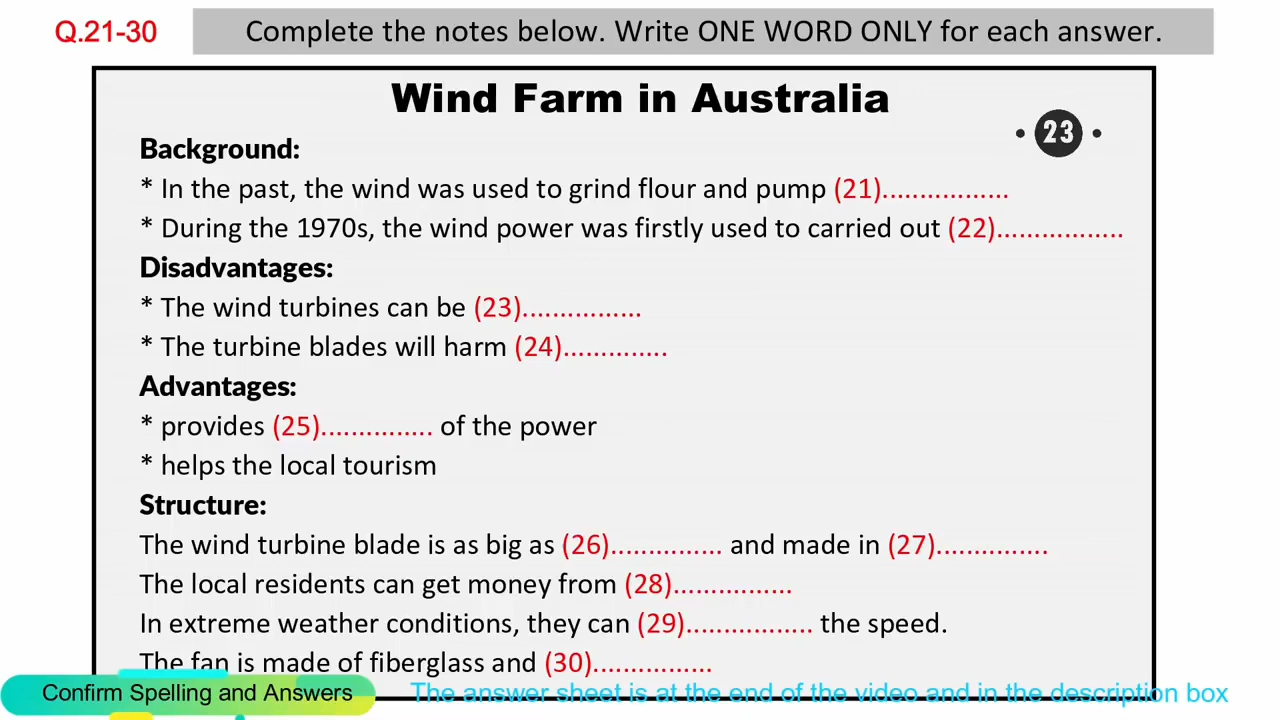 Q.21-30
Complete the notes below. Write ONE WORD ONLY for each answer.
Wind Farm in Australia
23
Background:
* In the past, the wind was used to grind flour and pump (21).................
* During the 1970s, the wind power was firstly used to carried out (22).................
Disadvantages:
* The wind turbines can be (23)................
* The turbine blades will harm (24)..............
Advantages:
* provides (25)............... of the power
* helps the local tourism
Structure:
The wind turbine blade is as big as (26)............... and made in (27)...............
The local residents can get money from (28)................
In extreme weather conditions, they can (29)................. the speed.
The fan is made of fiberglass and (30)................
Confirm Spelling and Answers
The answer sheet is at the end of the video and in the description box